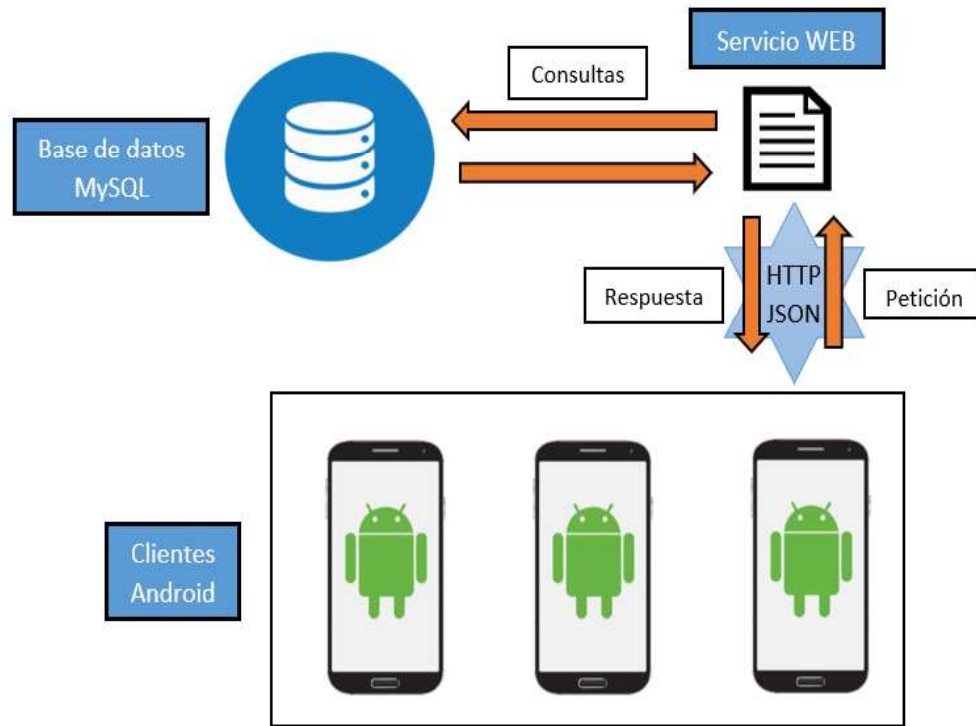 Servicio WEB
Consultas
Base de datos
MySQL
HTTP
JSON
Respuesta
Petición
Clientes
Android